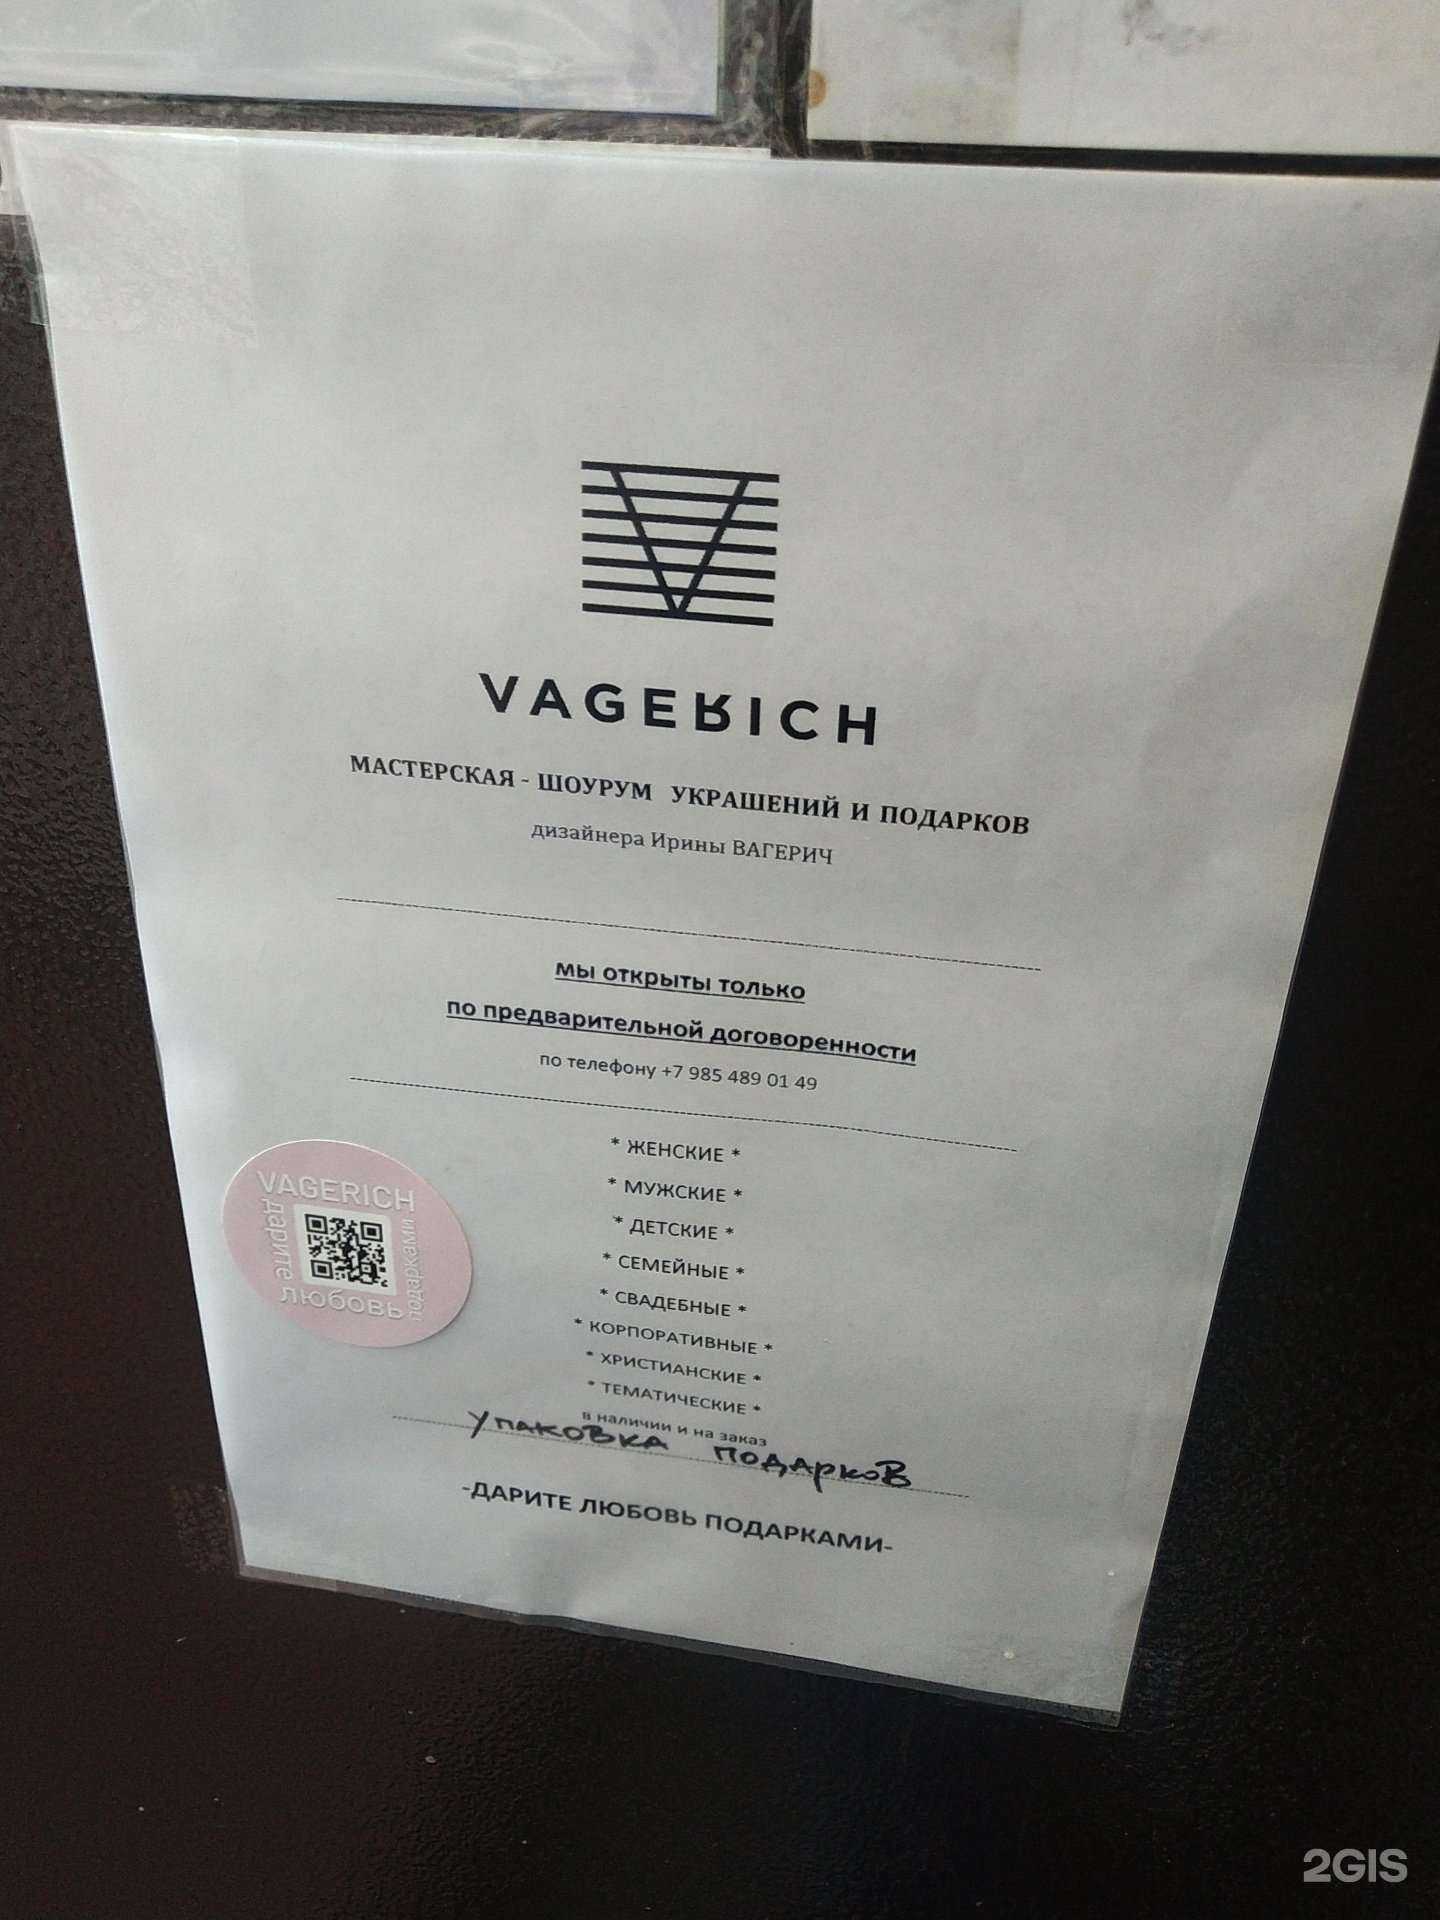 VAGERICH
МАСТЕРСКАЯ - ШОУРУМ УКРАШЕНИЙ И ПОДАРКОВ
дизайнера Ирины ВАГЕРИЧ
мы открыты только
по предварительной договоренности
по телефону +7 985 489 01 49
* ЖЕНСКИЕ *
* МУЖСКИЕ *
* ДЕТСКИЕ *
* СЕМЕЙНЫЕ *
* СВАДЕБНЫЕ *
* КОРПОРАТИВНЫЕ *
* ХРИСТИАНСКИЕ *
* ТЕМАТИЧЕСКИЕ *
в наличии и на заказ
упаковка подарков
-ДАРИТЕ ЛЮБОВЬ ПОДАРКАМИ-
VAGERICH
дарите
любовь
подарками
2GIS